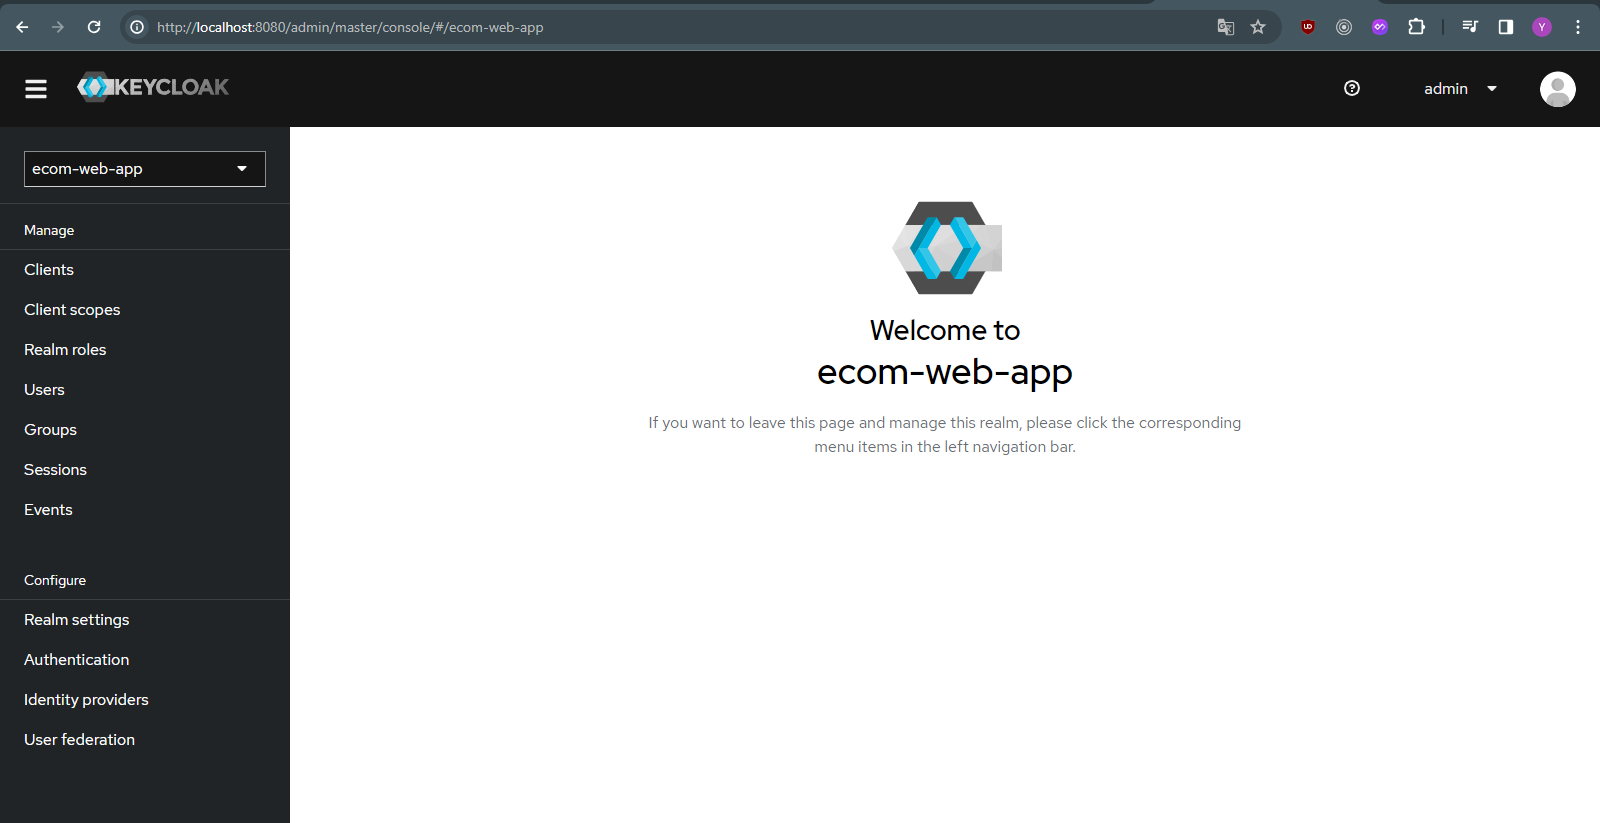 http://localhost:8080/admin/master/console/#/ecom-web-app
UD
Y
KEYCLOAK
admin
ecom-web-app
Manage
Clients
Client scopes
Realm roles
Users
Groups
Sessions
Events
Configure
Realm settings
Authentication
Identity providers
User federation
Welcome to
ecom-web-app
If you want to leave this page and manage this realm, please click the corresponding
menu items in the left navigation bar.